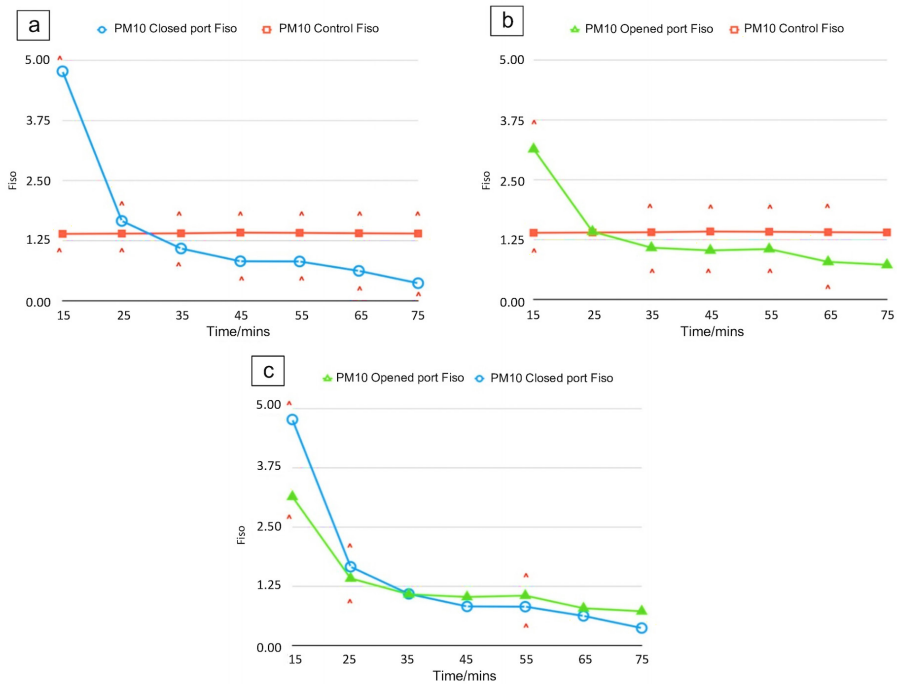 a
PM10 Closed port Fiso PM10 Control Fiso
5.00
3.75
2.50
1.25
0.00
Fiso
15 25 35 45 55 65 75
Time/mins
b
PM10 Opened port Fiso PM10 Control Fiso
5.00
3.75
2.50
1.25
0.00
Fiso
15 25 35 45 55 65 75
Time/mins
c
PM10 Opened port Fiso PM10 Closed port Fiso
5.00
3.75
2.50
1.25
0.00
Fiso
15 25 35 45 55 65 75
Time/mins